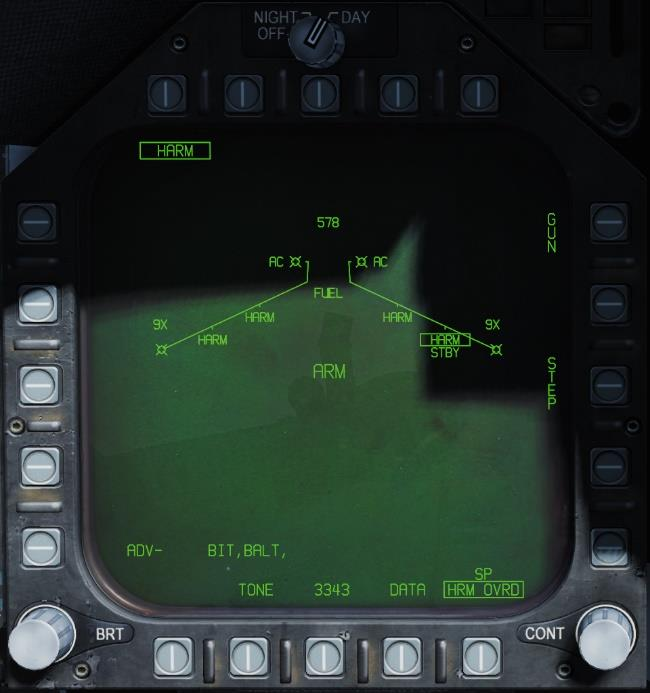 NIGHT DAY
OFF
HARM
578
GUN
AC AC
FUEL
HARM HARM
9X 9X
HARM HARM
STBY
ARM
STEP
ADV- BIT,BALT,
SP
TONE 3343 DATA HRM OVRD
BRT CONT